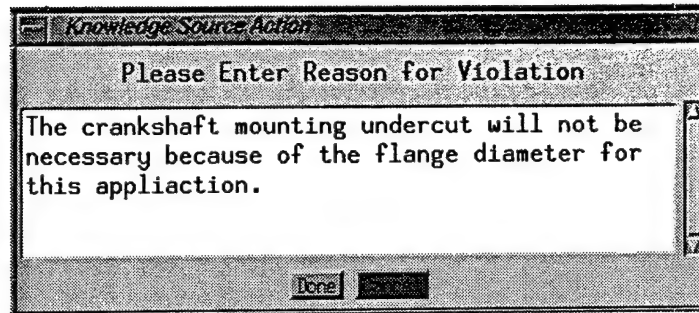 Knowledge Source Action
Please Enter Reason for Violation
The crankshaft mounting undercut will not be
necessary because of the flange diameter for
this appliaction.
Done Cancel